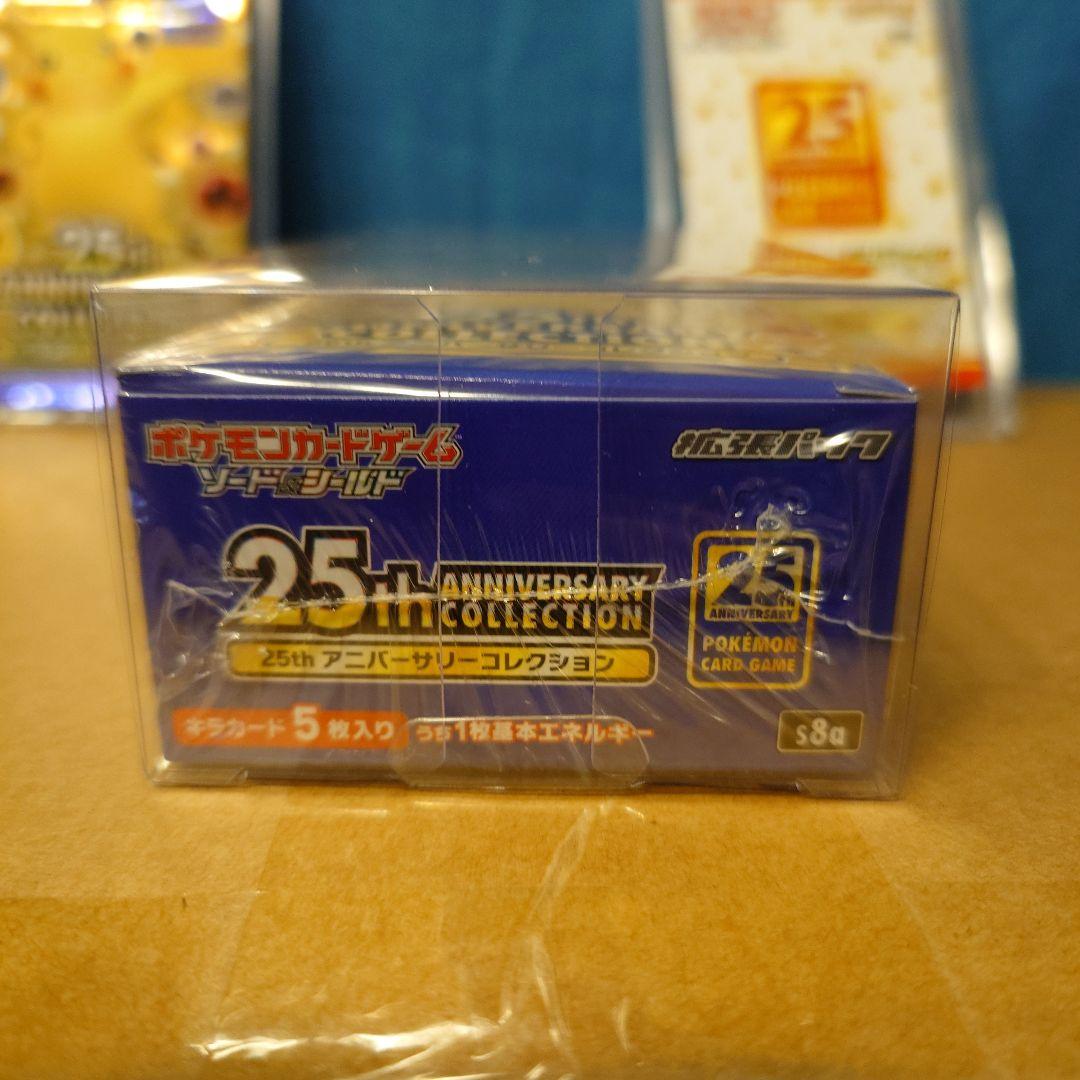 25th
25
ポケモンカードゲーム
ソード&シールド
拡張パック
25th ANNIVERSARY
COLLECTION
25th アニバーサリーコレクション
25th
ANNIVERSARY
POKÉMON
CARD GAME
キラカード 5 枚入り うち1枚基本エネルギー
s8a